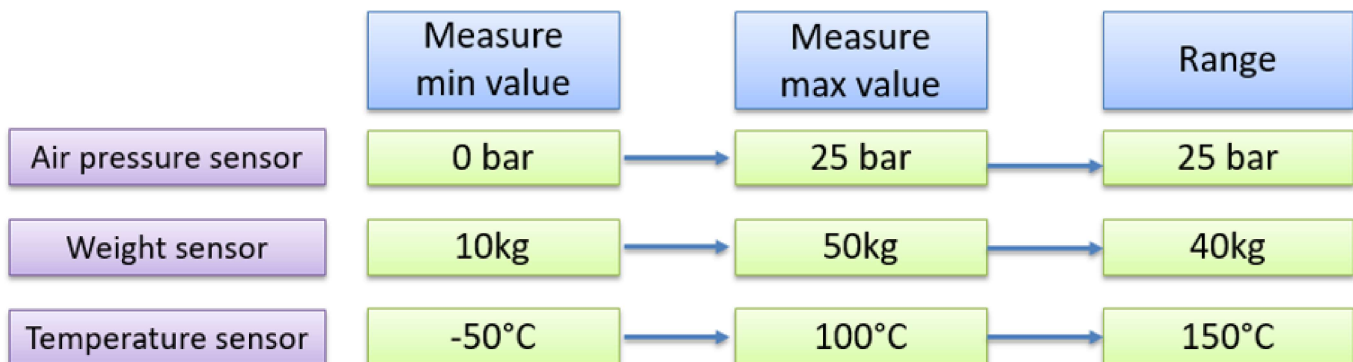 Measure
min value
Measure
max value
Range
Air pressure sensor
0 bar
25 bar
25 bar
Weight sensor
10kg
50kg
40kg
Temperature sensor
-50°C
100°C
150°C